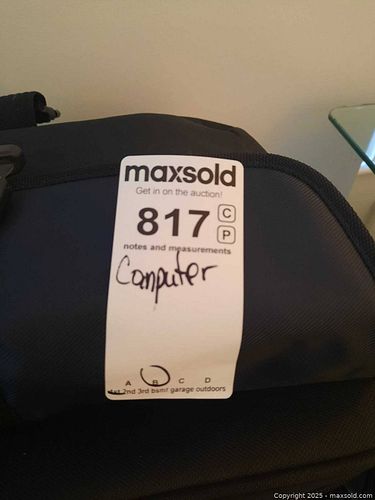 maxsold
Get in on the auction!
817 C
P
notes and measurements
Computer
A B C D
1st 2nd 3rd bsmt garage outdoors
Copyright 2025 - maxsold.com